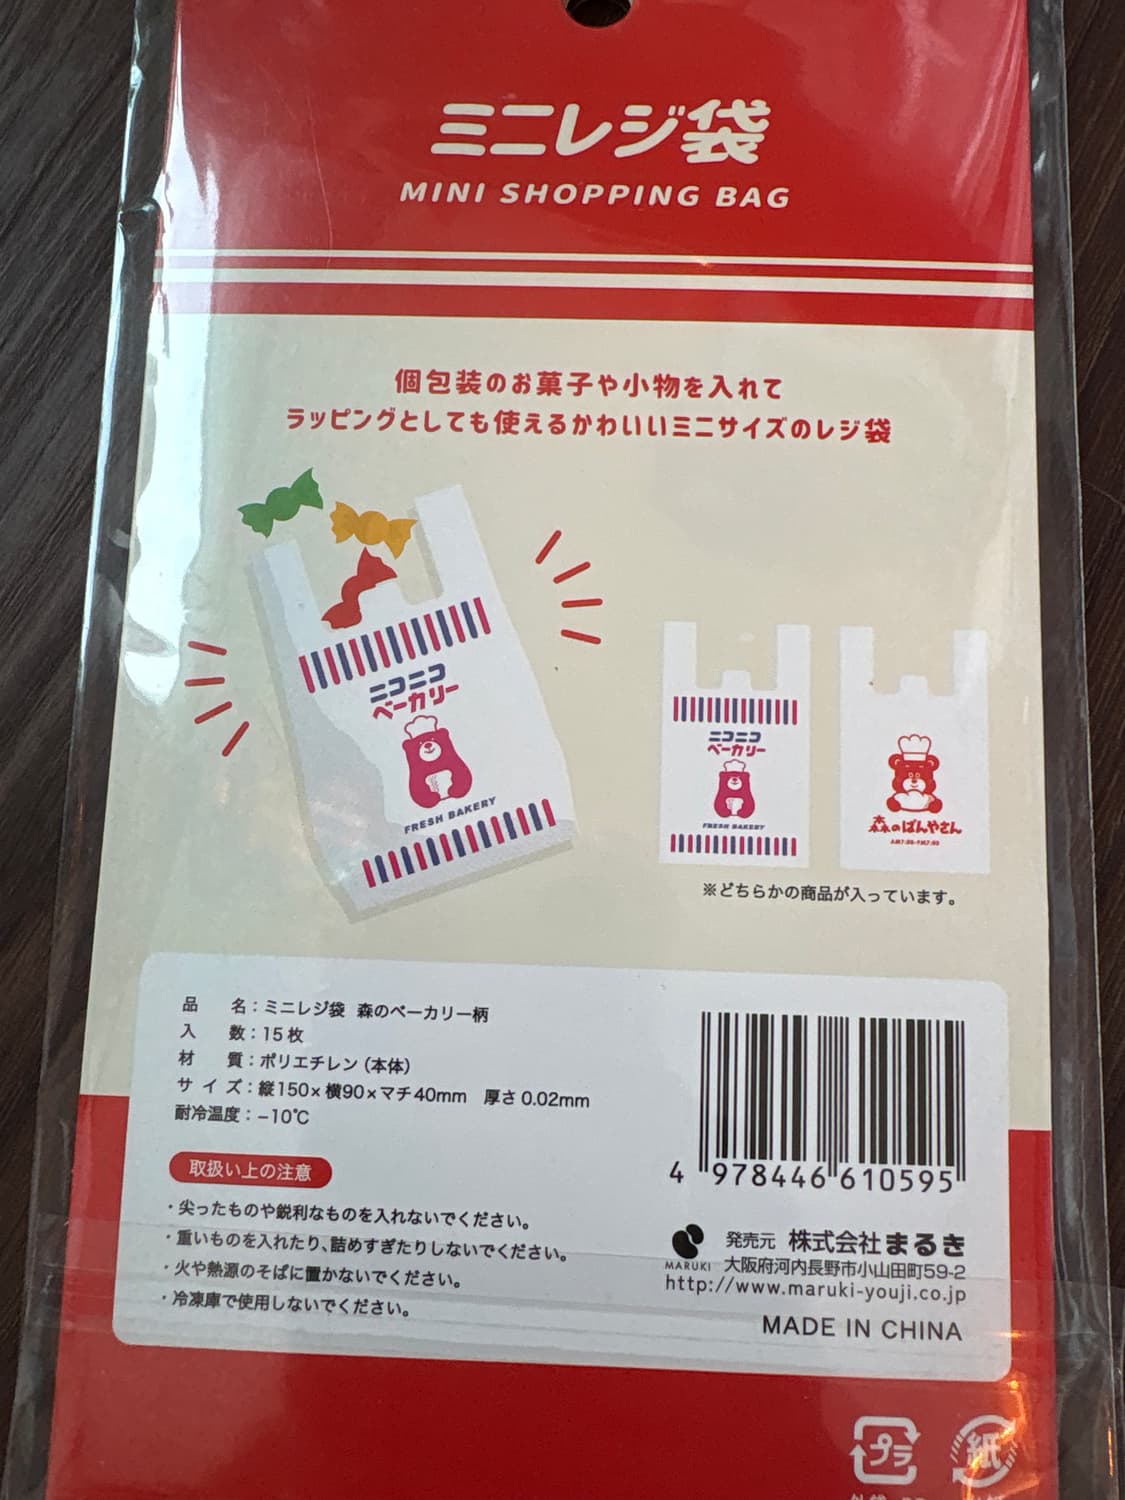 ミニレジ袋
MINI SHOPPING BAG
個包装のお菓子や小物を入れて
ラッピングとしても使えるかわいいミニサイズのレジ袋
ニコニコ
ベーカリー
FRESH BAKERY
ニコニコ
ベーカリー
FRESH BAKERY
森のぱんやさん
※どちらかの商品が入っています。
品 名：ミニレジ袋 森のベーカリー柄
入 数：15枚
材 質：ポリエチレン（本体）
サイズ：縦150×横90×マチ40mm 厚さ0.02mm
耐冷温度：−10℃
取扱い上の注意
・尖ったものや鋭利なものを入れないでください。
・重いものを入れたり、詰めすぎたりしないでください。
・火や熱源のそばに置かないでください。
・冷凍庫で使用しないでください。
4 978446 610595
MARUKI
発売元 株式会社まるき
大阪府河内長野市小山田町59-2
http://www.maruki-youji.co.jp
MADE IN CHINA
プラ
紙